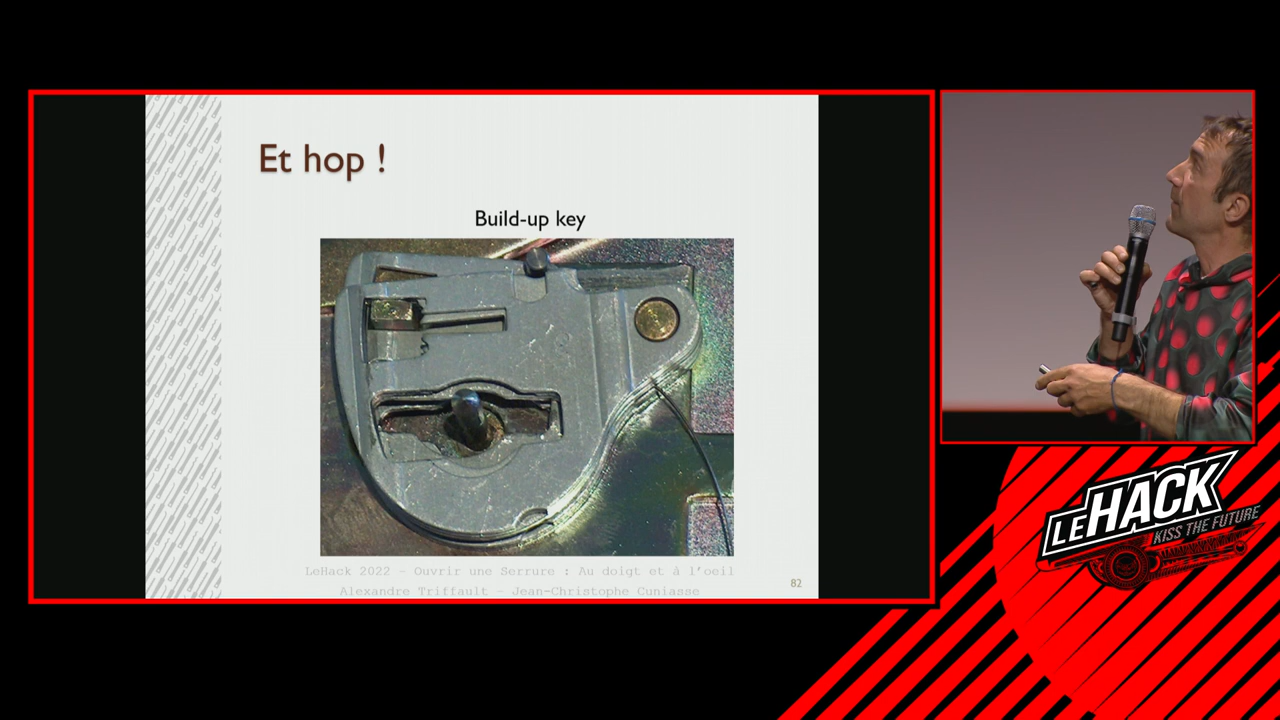 Et hop !
Build-up key
LeHack 2022 - Ouvrir une Serrure : Au doigt et à l'oeil
Alexandre Triffault - Jean-Christophe Cuniasse
82
LEHACK
KISS THE FUTURE